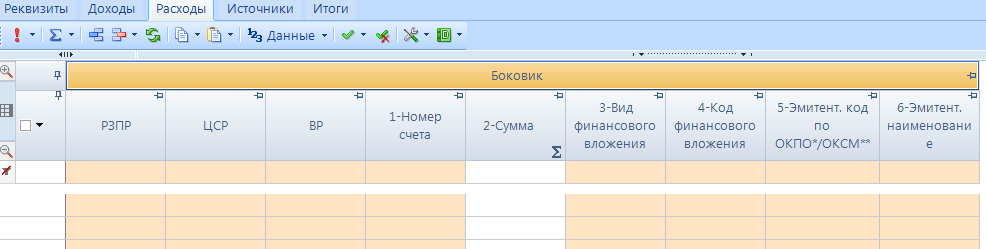 Реквизиты Доходы Расходы Источники Итоги
! Σ 123 Данные
Боковик
РЗПР ЦСР ВР 1-Номер счета 2-Сумма Σ 3-Вид финансового вложения 4-Код финансового вложения 5-Эмитент. код по ОКПО*/ОКСМ** 6-Эмитент. наименование